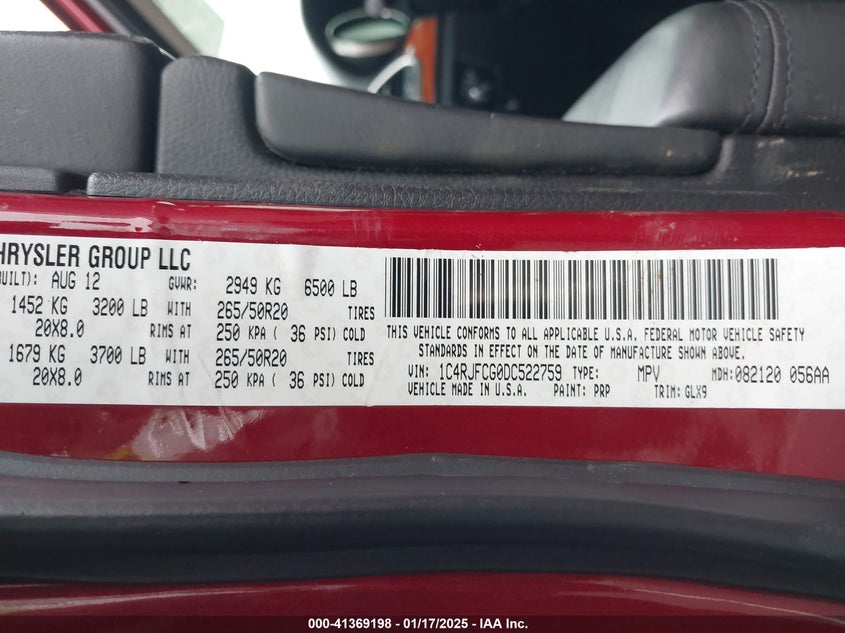 HRYSLER GROUP LLC
BUILT): AUG 12 GVWR: 2949 KG 6500 LB
1452 KG 3200 LB WITH 265/50R20 TIRES
20X8.0 RIMS AT 250 KPA ( 36 PSI) COLD
1679 KG 3700 LB WITH 265/50R20 TIRES
20X8.0 RIMS AT 250 KPA ( 36 PSI) COLD
THIS VEHICLE CONFORMS TO ALL APPLICABLE U.S.A. FEDERAL MOTOR VEHICLE SAFETY
STANDARDS IN EFFECT ON THE DATE OF MANUFACTURE SHOWN ABOVE.
VIN: 1C4RJFCG0DC522759 TYPE: MPV MDH:082120 056AA
VEHICLE MADE IN U.S.A. PAINT: PRP TRIM: GLX9
000-41369198 - 01/17/2025 - IAA, Inc.